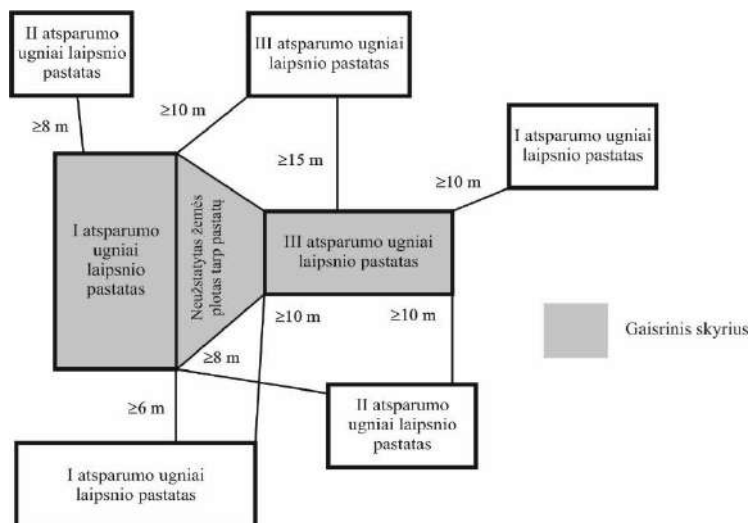 II atsparumo
ugniai laipsnio
pastatas
III atsparumo ugniai
laipsnio pastatas
≥10 m
≥8 m
I atsparumo ugniai
laipsnio pastatas
≥15 m
≥10 m
I atsparumo
ugniai
laipsnio
pastatas
Neužstatytas žemės
plotas tarp pastatų
III atsparumo ugniai
laipsnio pastatas
≥10 m
≥10 m
Gaisrinis skyrius
≥8 m
≥6 m
II atsparumo
ugniai laipsnio
pastatas
I atsparumo ugniai
laipsnio pastatas